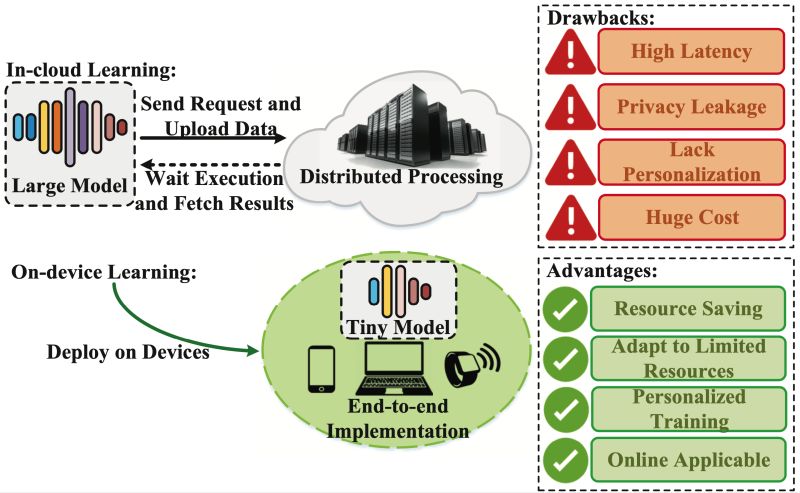 In-cloud Learning:
Large Model
Send Request and
Upload Data
Wait Execution
and Fetch Results
Distributed Processing
Drawbacks:
High Latency
Privacy Leakage
Lack
Personalization
Huge Cost
On-device Learning:
Deploy on Devices
Tiny Model
End-to-end
Implementation
Advantages:
Resource Saving
Adapt to Limited
Resources
Personalized
Training
Online Applicable